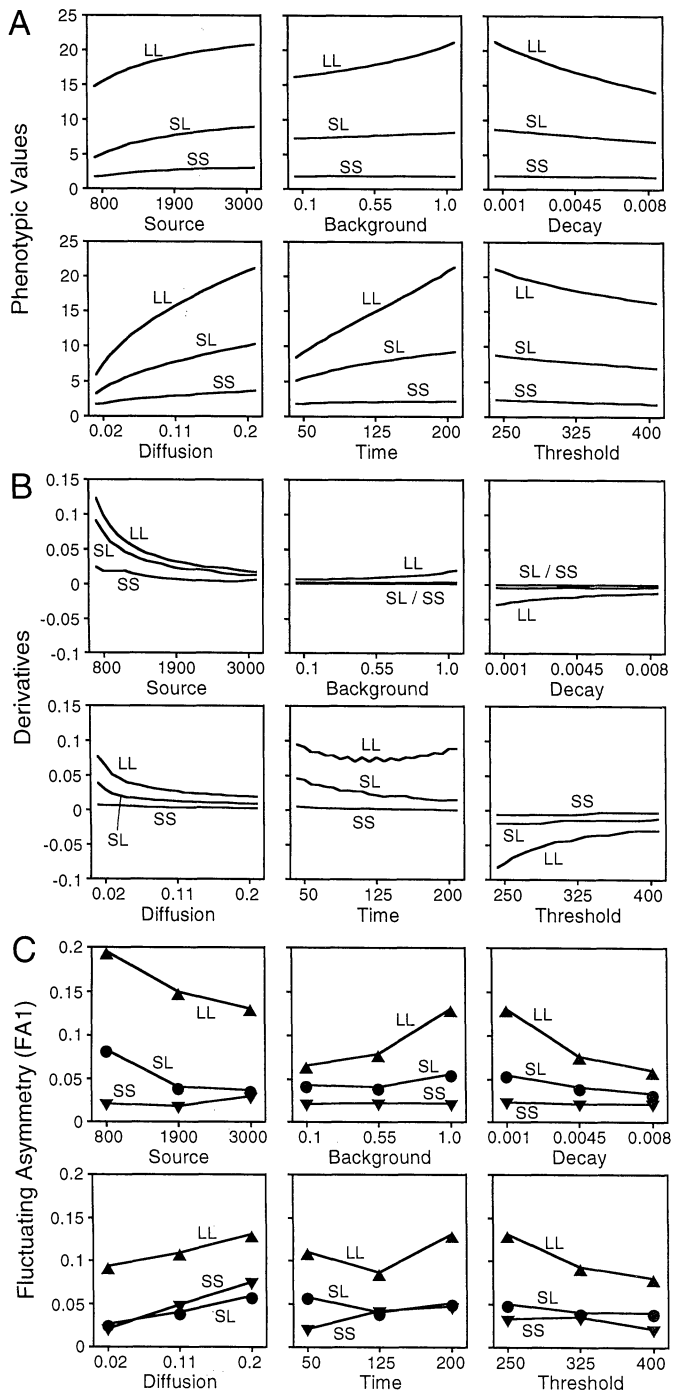 A
Phenotypic Values
25
20
15
10
5
0
LL
SL
SS
800 1900 3000
Source
LL
SL
SS
0.1 0.55 1.0
Background
LL
SL
SS
0.001 0.0045 0.008
Decay
25
20
15
10
5
0
LL
SL
SS
0.02 0.11 0.2
Diffusion
LL
SL
SS
50 125 200
Time
LL
SL
SS
250 325 400
Threshold
B
Derivatives
0.15
0.1
0.05
0
-0.05
-0.1
LL
SL
SS
800 1900 3000
Source
LL
SL / SS
0.1 0.55 1.0
Background
SL / SS
LL
0.001 0.0045 0.008
Decay
0.15
0.1
0.05
0
-0.05
-0.1
LL
SS
SL
0.02 0.11 0.2
Diffusion
LL
SL
SS
50 125 200
Time
SS
SL
LL
250 325 400
Threshold
C
Fluctuating Asymmetry (FA1)
0.2
0.15
0.1
0.05
0
LL
SL
SS
800 1900 3000
Source
LL
SL
SS
0.1 0.55 1.0
Background
LL
SL
SS
0.001 0.0045 0.008
Decay
0.2
0.15
0.1
0.05
0
LL
SS
SL
0.02 0.11 0.2
Diffusion
LL
SL
SS
50 125 200
Time
LL
SL
SS
250 325 400
Threshold